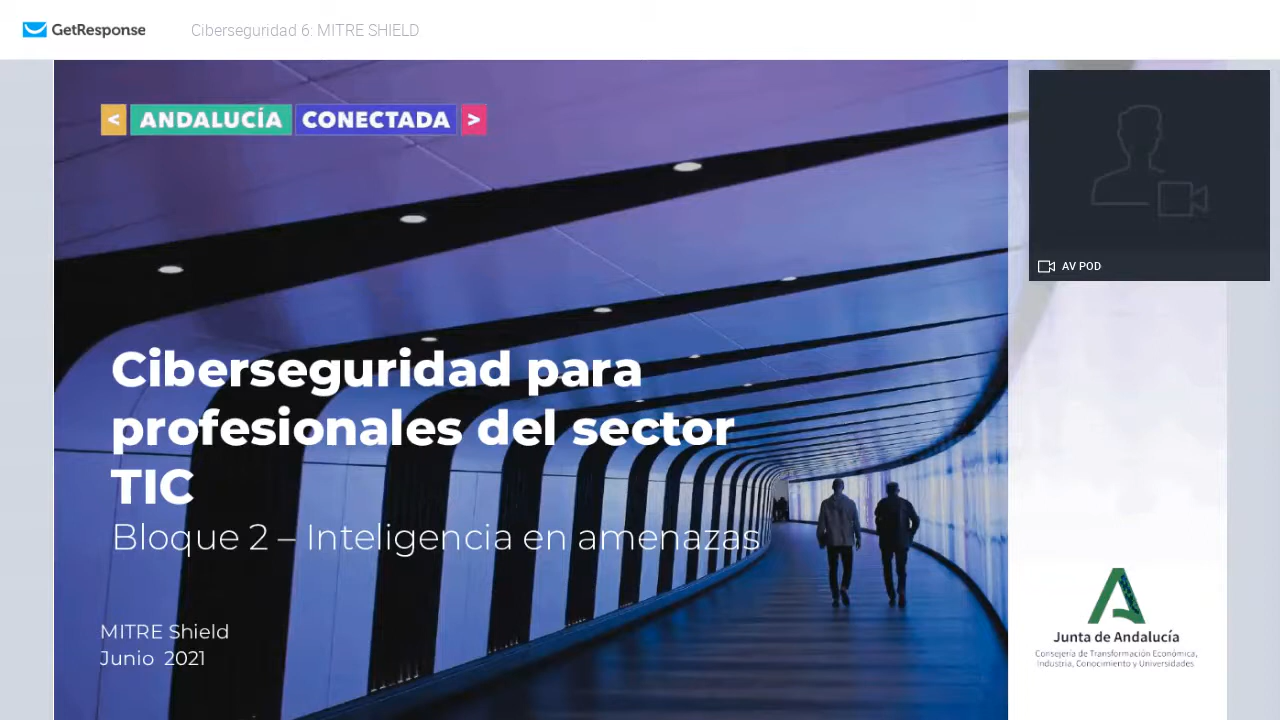 GetResponse
Ciberseguridad 6: MITRE SHIELD
< ANDALUCÍA CONECTADA >
AV POD
Ciberseguridad para
profesionales del sector
TIC
Bloque 2 – Inteligencia en amenazas
MITRE Shield
Junio 2021
Junta de Andalucía
Consejería de Transformación Económica,
Industria, Conocimiento y Universidades